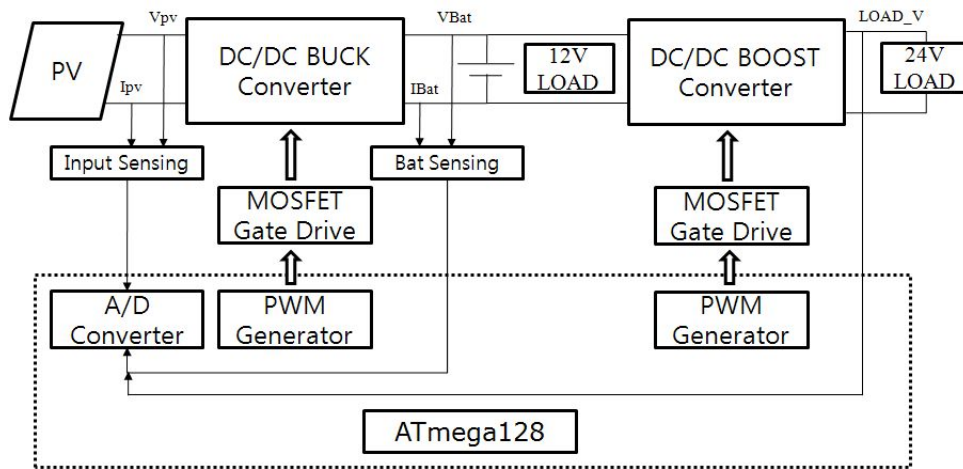 Vpv
VBat
LOAD_V
PV
DC/DC BUCK
Converter
12V
LOAD
DC/DC BOOST
Converter
24V
LOAD
Ipv
IBat
Input Sensing
Bat Sensing
MOSFET
Gate Drive
MOSFET
Gate Drive
A/D
Converter
PWM
Generator
PWM
Generator
ATmega128